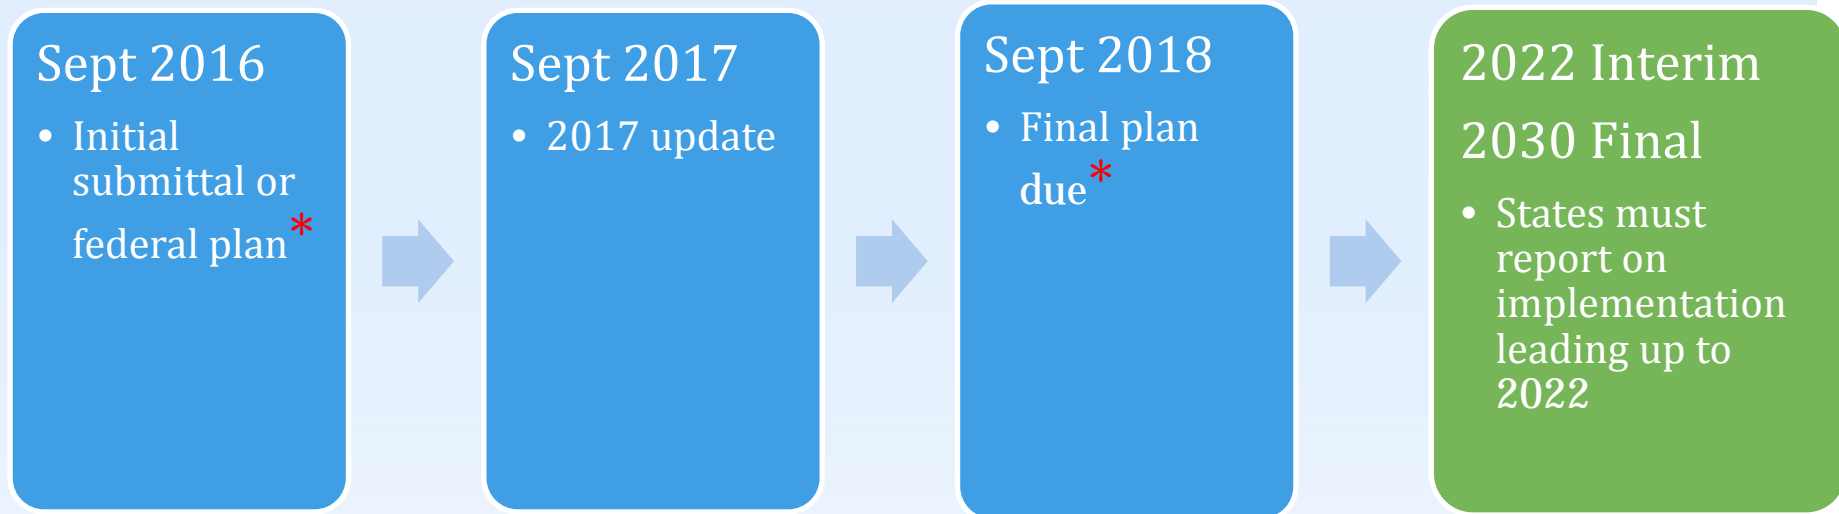 Sept 2016
• Initial
submittal or
federal plan*
Sept 2017
• 2017 update
Sept 2018
• Final plan
due*
2022 Interim
2030 Final
• States must
report on
implementation
leading up to
2022